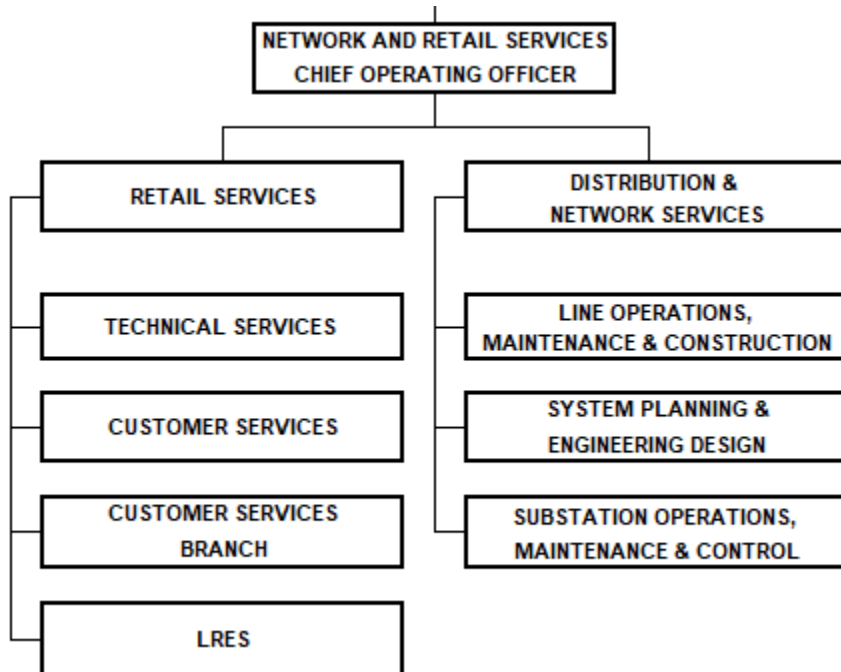 NETWORK AND RETAIL SERVICES
CHIEF OPERATING OFFICER
RETAIL SERVICES
DISTRIBUTION &
NETWORK SERVICES
TECHNICAL SERVICES
LINE OPERATIONS,
MAINTENANCE & CONSTRUCTION
CUSTOMER SERVICES
SYSTEM PLANNING &
ENGINEERING DESIGN
CUSTOMER SERVICES
BRANCH
SUBSTATION OPERATIONS,
MAINTENANCE & CONTROL
LRES